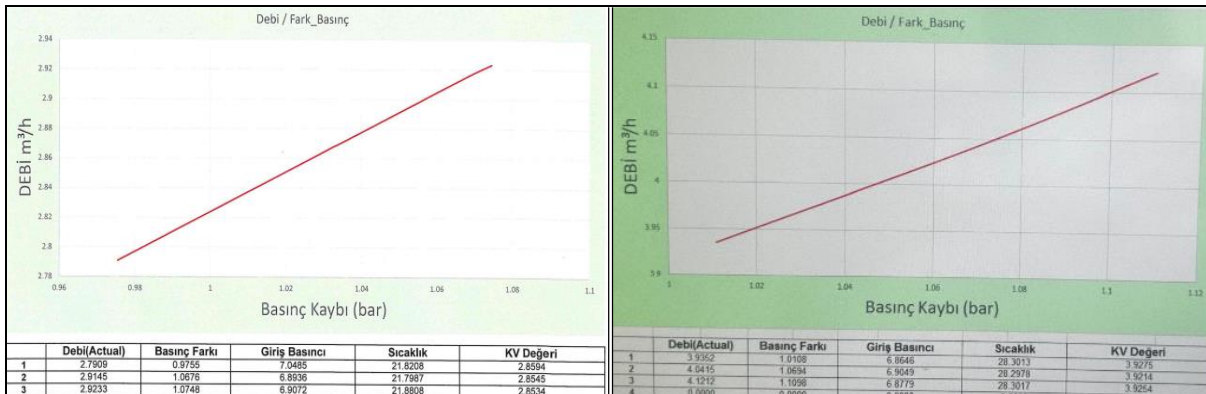 Debi / Fark_Basınç
2.94
2.92
2.9
2.88
2.86
2.84
2.82
2.8
2.78
DEBİ m³/h
0.96 0.98 1 1.02 1.04 1.06 1.08 1.1
Basınç Kaybı (bar)
Debi(Actual) Basınç Farkı Giriş Basıncı Sıcaklık KV Değeri
1 2.7909 0.9755 7.0485 21.8208 2.8594
2 2.9145 1.0676 6.8936 21.7987 2.8545
3 2.9233 1.0748 6.9072 21.8808 2.8534
Debi / Fark_Basınç
4.15
4.1
4.05
4
3.95
3.9
DEBİ m³/h
1 1.02 1.04 1.06 1.08 1.1 1.12
Basınç Kaybı (bar)
Debi(Actual) Basınç Farkı Giriş Basıncı Sıcaklık KV Değeri
1 3.9352 1.0108 6.8646 28.3013 3.9275
2 4.0415 1.0694 6.9049 28.2978 3.9214
3 4.1212 1.1098 6.8779 28.3017 3.9264
4 0.0000